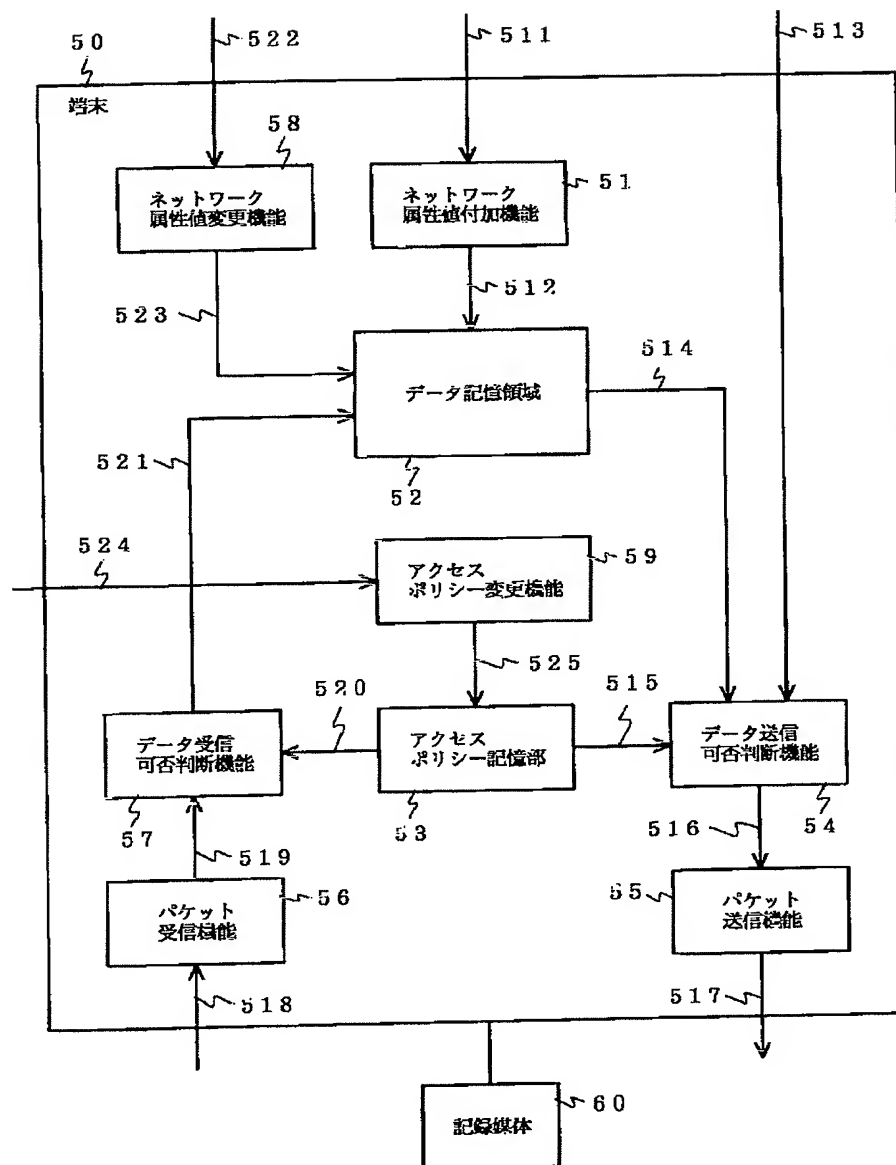 50
522
511
513
端末
58
51
ネットワーク
属性値変更機能
ネットワーク
属性値付加機能
512
523
514
データ記憶領域
521
52
524
59
アクセス
ポリシー変更機能
525
520
515
データ受信
可否判断機能
アクセス
ポリシー記憶部
データ送信
可否判断機能
57
53
516
54
519
56
55
パケット
受信機能
パケット
送信機能
518
517
60
記録媒体